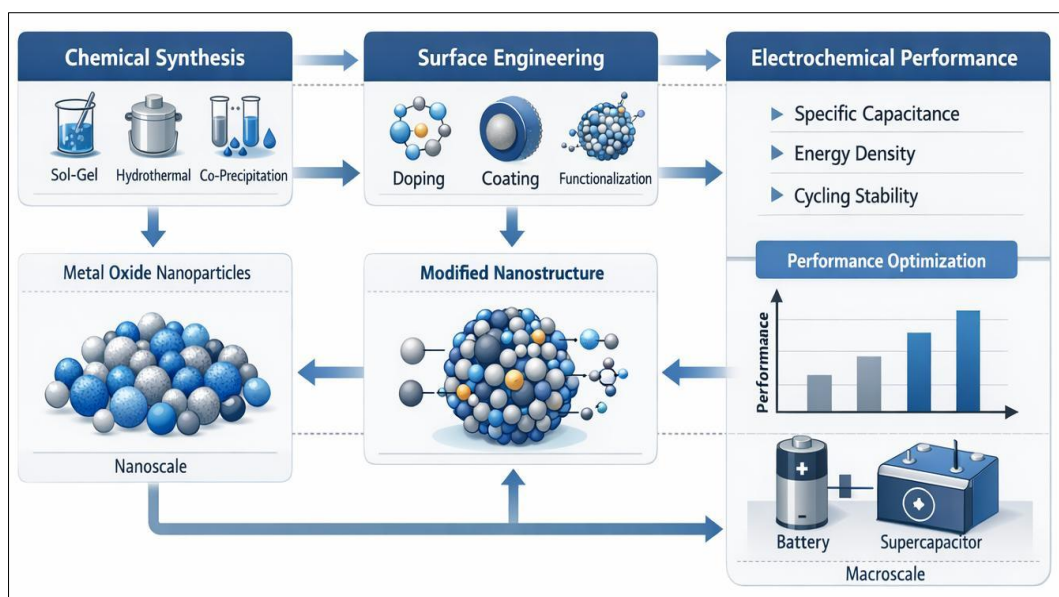 Chemical Synthesis
Sol-Gel
Hydrothermal
Co-Precipitation
Surface Engineering
Doping
Coating
Functionalization
Electrochemical Performance
Specific Capacitance
Energy Density
Cycling Stability
Metal Oxide Nanoparticles
Nanoscale
Modified Nanostructure
Performance Optimization
Performance
+
-
Battery
Supercapacitor
Macroscale